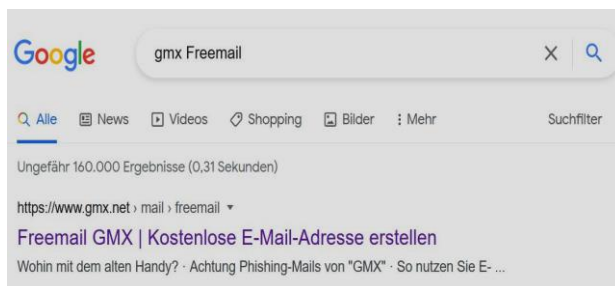 Google gmx Freemail
Alle News Videos Shopping Bilder Mehr Suchfilter
Ungefähr 160.000 Ergebnisse (0,31 Sekunden)
https://www.gmx.net › mail › freemail
Freemail GMX | Kostenlose E-Mail-Adresse erstellen
Wohin mit dem alten Handy? · Achtung Phishing-Mails von "GMX" · So nutzen Sie E- ...